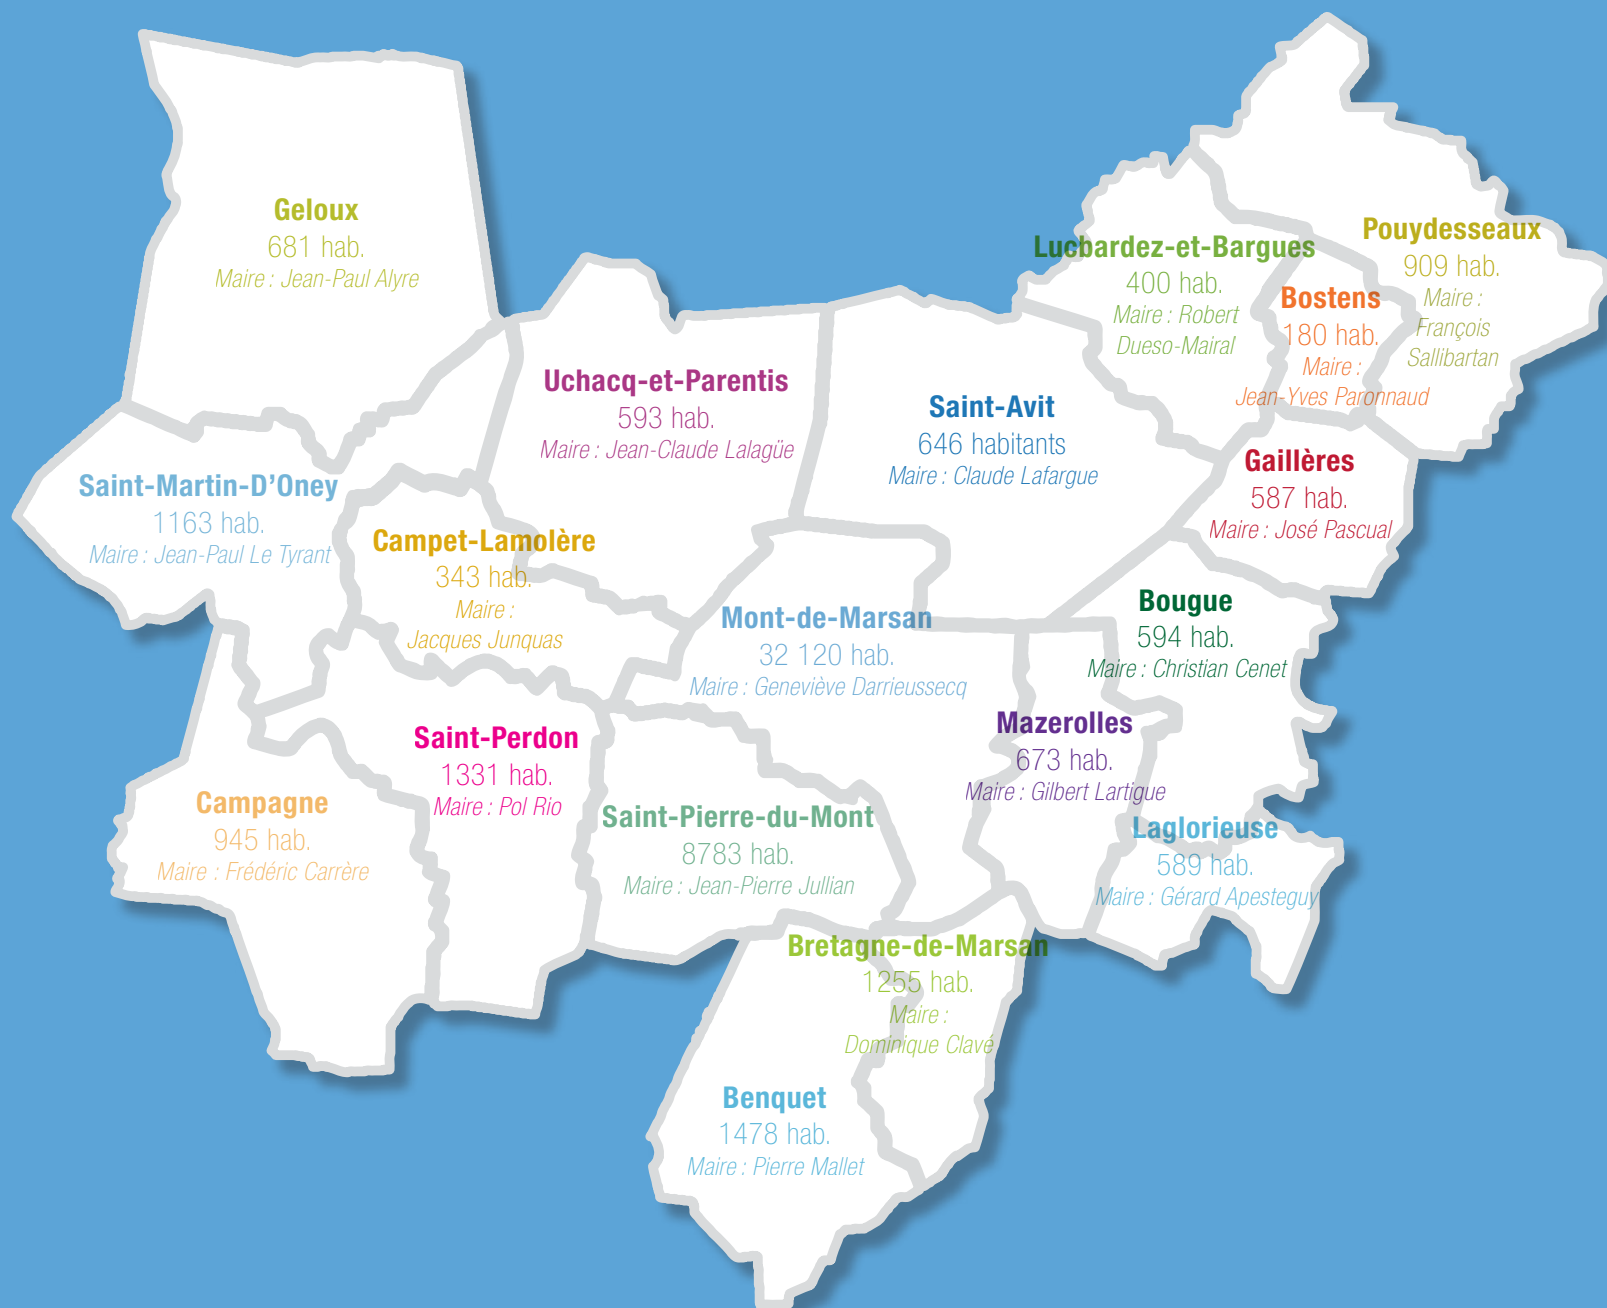 Geloux
681 hab.
Maire : Jean-Paul Alyre
Lucbardez-et-Bargues
400 hab.
Maire : Robert
Dueso-Mairal
Pouydesseaux
909 hab.
Maire :
François
Sallibartan
Bostens
180 hab.
Maire :
Jean-Yves Paronnaud
Uchacq-et-Parentis
593 hab.
Maire : Jean-Claude Lalagüe
Saint-Avit
646 habitants
Maire : Claude Lafargue
Gaillères
587 hab.
Maire : José Pascual
Saint-Martin-D'Oney
1163 hab.
Maire : Jean-Paul Le Tyrant
Campet-Lamolère
343 hab.
Maire :
Jacques Junquas
Mont-de-Marsan
32 120 hab.
Maire : Geneviève Darrieussecq
Bougue
594 hab.
Maire : Christian Cenet
Mazerolles
673 hab.
Maire : Gilbert Lartigue
Saint-Perdon
1331 hab.
Maire : Pol Rio
Campagne
945 hab.
Maire : Frédéric Carrère
Saint-Pierre-du-Mont
8783 hab.
Maire : Jean-Pierre Jullian
Laglorieuse
589 hab.
Maire : Gérard Apesteguy
Bretagne-de-Marsan
1255 hab.
Maire :
Dominique Clavé
Benquet
1478 hab.
Maire : Pierre Mallet